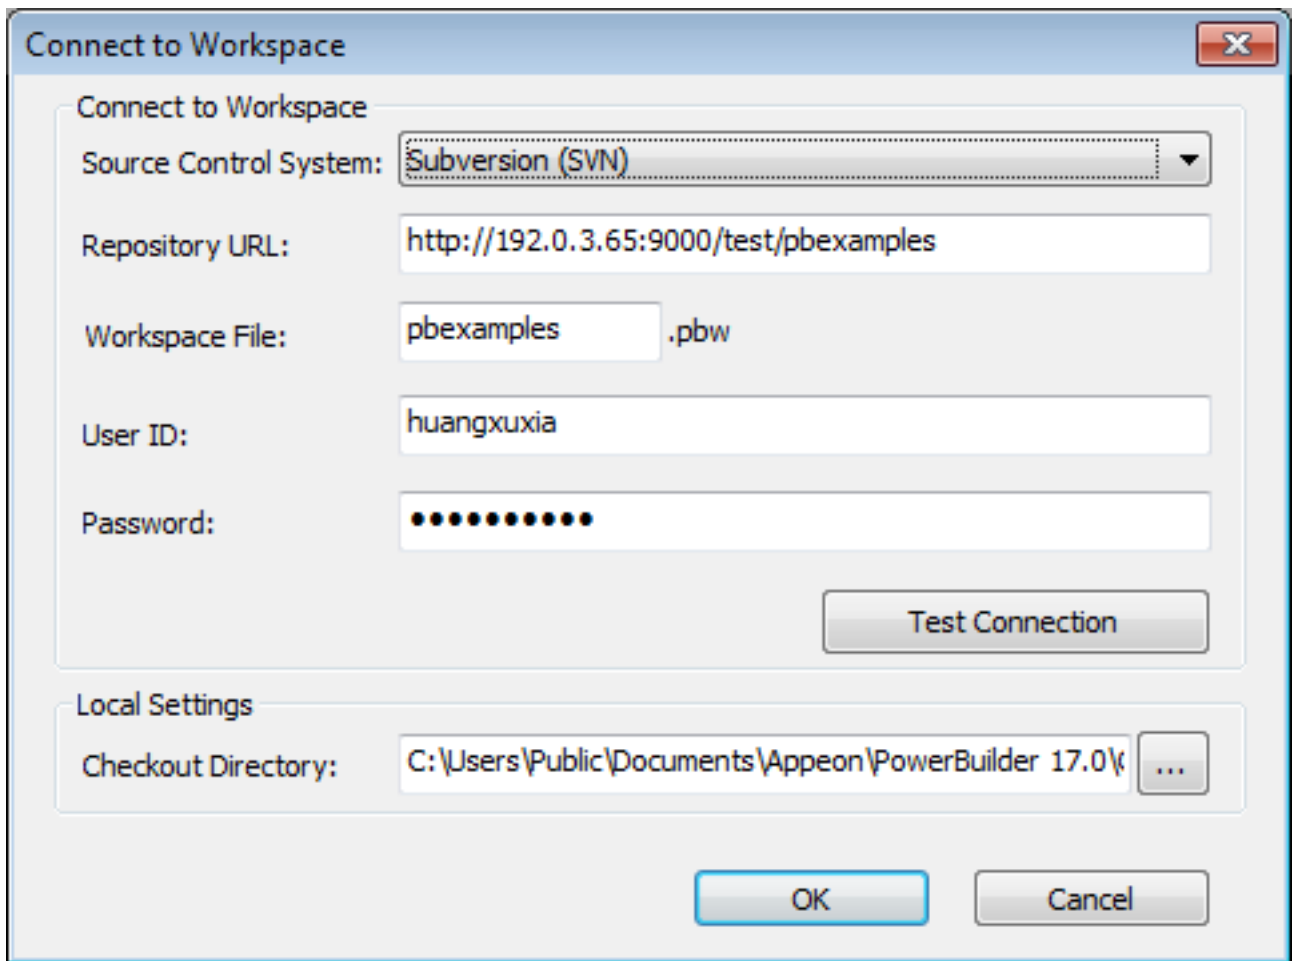 Connect to Workspace
Connect to Workspace
Source Control System: Subversion (SVN)
Repository URL: http://192.0.3.65:9000/test/pbexamples
Workspace File: pbexamples .pbw
User ID: huangxuxia
Password: ●●●●●●●●●●
Test Connection
Local Settings
Checkout Directory: C:\Users\Public\Documents\Appeon\PowerBuilder 17.0\ ...
OK Cancel